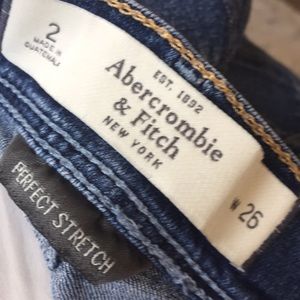 2
MADE IN
GUATEMALA
EST. 1892
Abercrombie
& Fitch
NEW YORK
W 26
PERFECT STRETCH